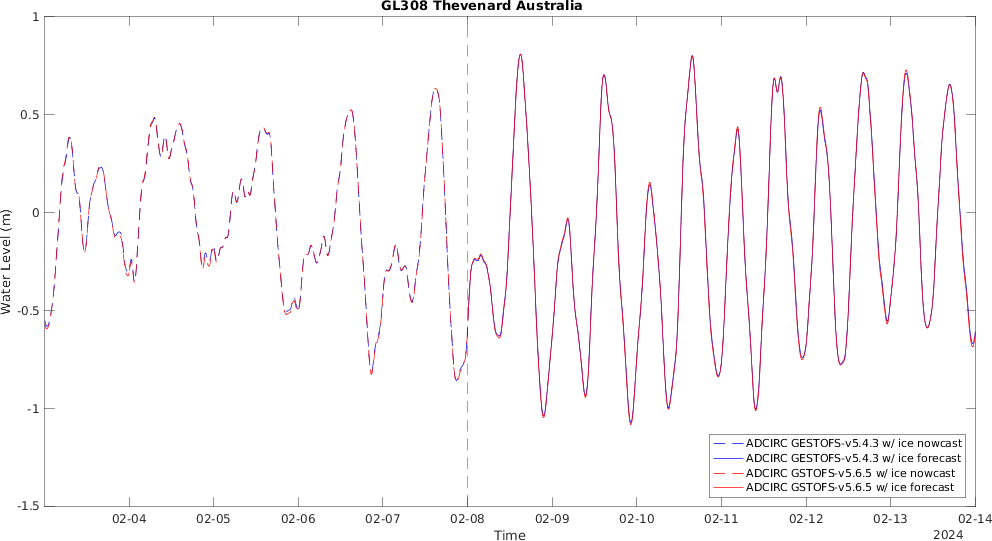 GL308 Thevenard Australia
1
0.5
0
-0.5
-1
-1.5
Water Level (m)
02-04
02-05
02-06
02-07
02-08
02-09
02-10
02-11
02-12
02-13
02-14
Time
2024
ADCIRC GESTOFS-v5.4.3 w/ ice nowcast
ADCIRC GESTOFS-v5.4.3 w/ ice forecast
ADCIRC GSTOFS-v5.6.5 w/ ice nowcast
ADCIRC GSTOFS-v5.6.5 w/ ice forecast